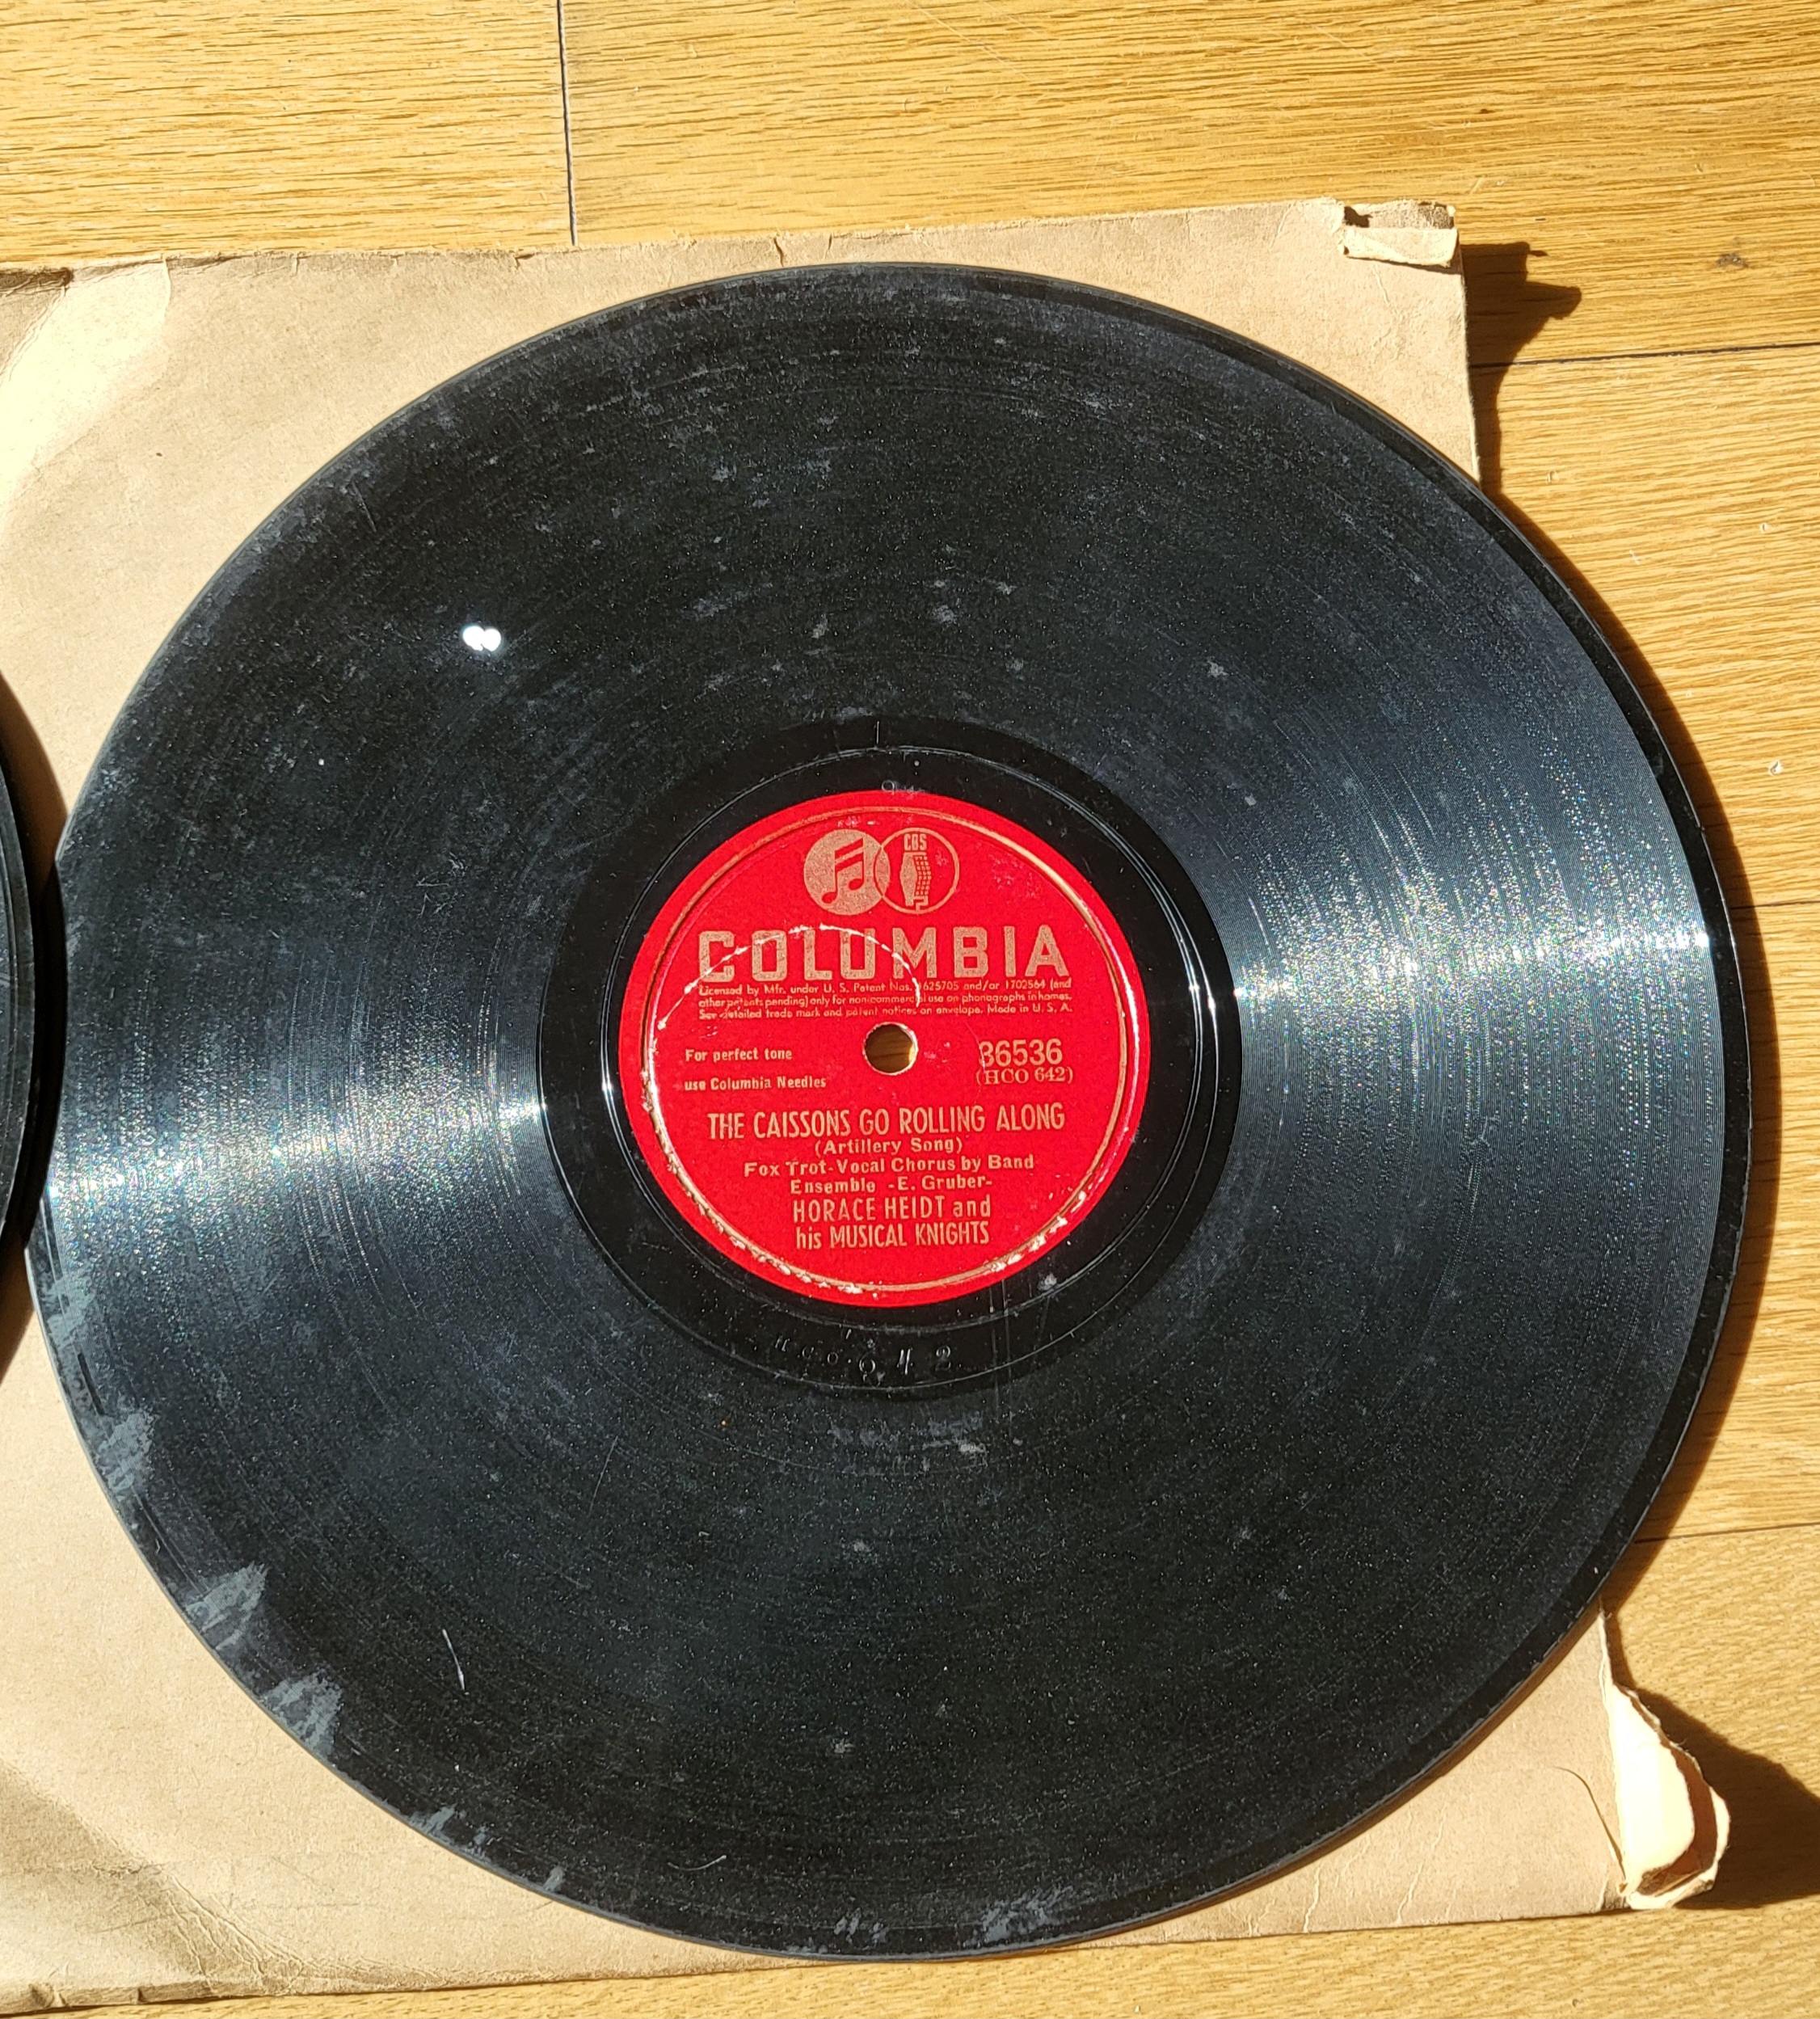 CBS
COLUMBIA
Licensed by Mfr. under U. S. Patent Nos. 1625705 and/or 1702564 (and
other patents pending) only for noncommercial use on phonographs in homes.
See detailed trade mark and patent notices on envelope. Made in U. S. A.
For perfect tone
use Columbia Needles
36536
(HCO 642)
THE CAISSONS GO ROLLING ALONG
(Artillery Song)
Fox Trot-Vocal Chorus by Band
Ensemble -E. Gruber-
HORACE HEIDT and
his MUSICAL KNIGHTS
642